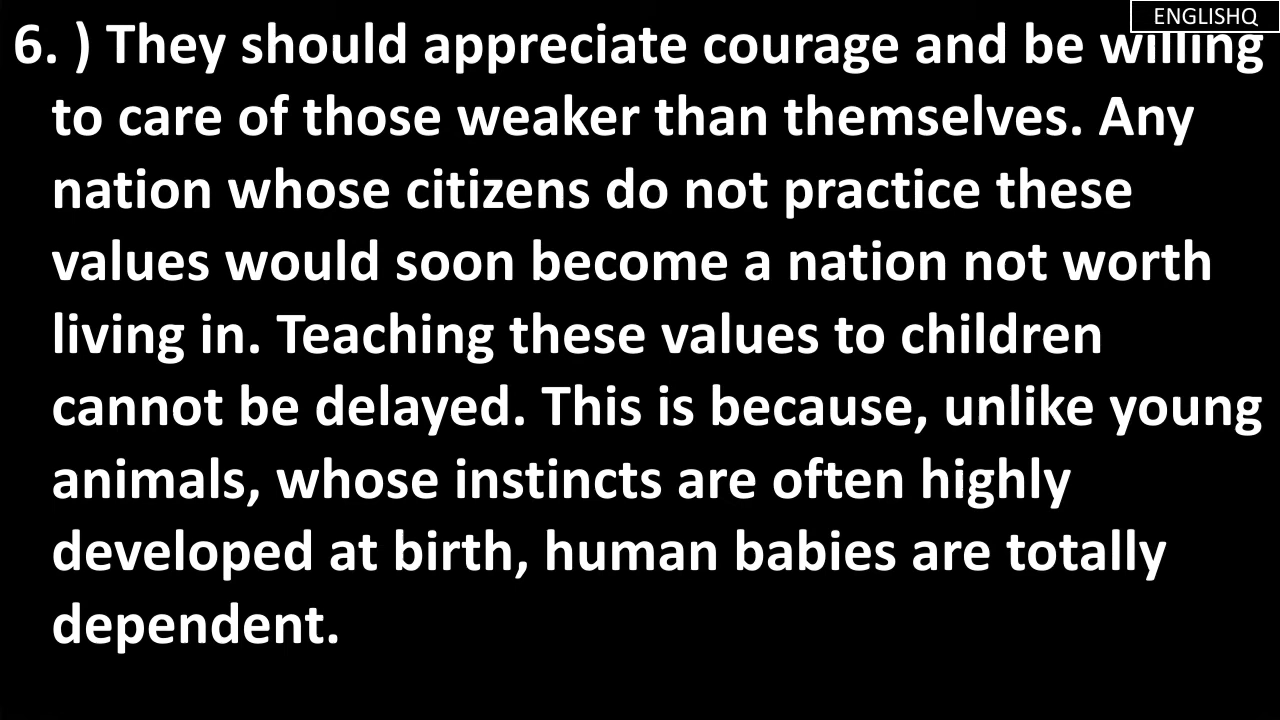 ENGLISHQ
6. ) They should appreciate courage and be willing
to care of those weaker than themselves. Any
nation whose citizens do not practice these
values would soon become a nation not worth
living in. Teaching these values to children
cannot be delayed. This is because, unlike young
animals, whose instincts are often highly
developed at birth, human babies are totally
dependent.